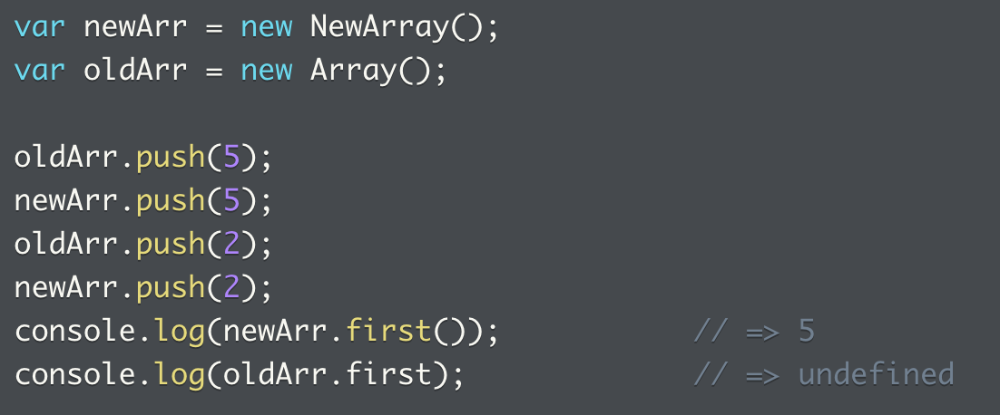 var newArr = new NewArray();
var oldArr = new Array();
oldArr.push(5);
newArr.push(5);
oldArr.push(2);
newArr.push(2);
console.log(newArr.first()); // => 5
console.log(oldArr.first); // => undefined